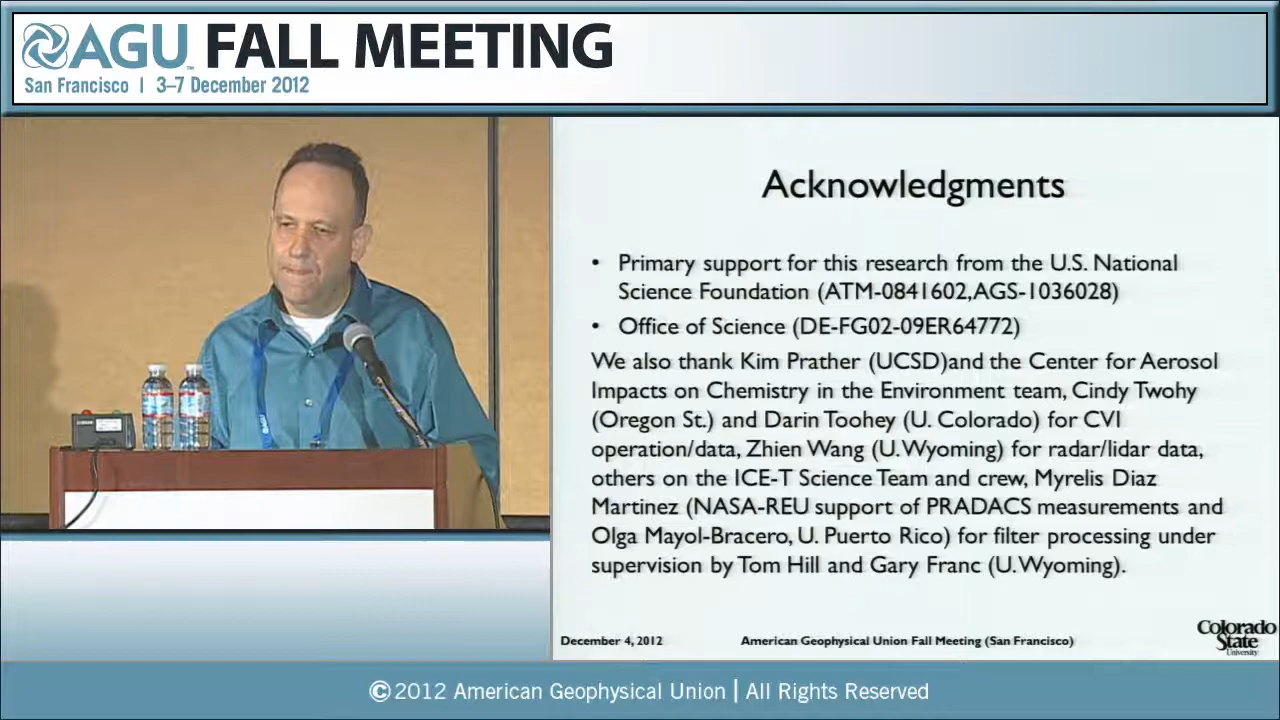 AGU FALL MEETING
San Francisco | 3–7 December 2012
Acknowledgments
• Primary support for this research from the U.S. National
Science Foundation (ATM-0841602,AGS-1036028)
• Office of Science (DE-FG02-09ER64772)
We also thank Kim Prather (UCSD)and the Center for Aerosol
Impacts on Chemistry in the Environment team, Cindy Twohy
(Oregon St.) and Darin Toohey (U. Colorado) for CVI
operation/data, Zhien Wang (U.Wyoming) for radar/lidar data,
others on the ICE-T Science Team and crew, Myrelis Diaz
Martinez (NASA-REU support of PRADACS measurements and
Olga Mayol-Bracero, U. Puerto Rico) for filter processing under
supervision by Tom Hill and Gary Franc (U.Wyoming).
December 4, 2012 American Geophysical Union Fall Meeting (San Francisco)
Colorado
State
University
©2012 American Geophysical Union | All Rights Reserved